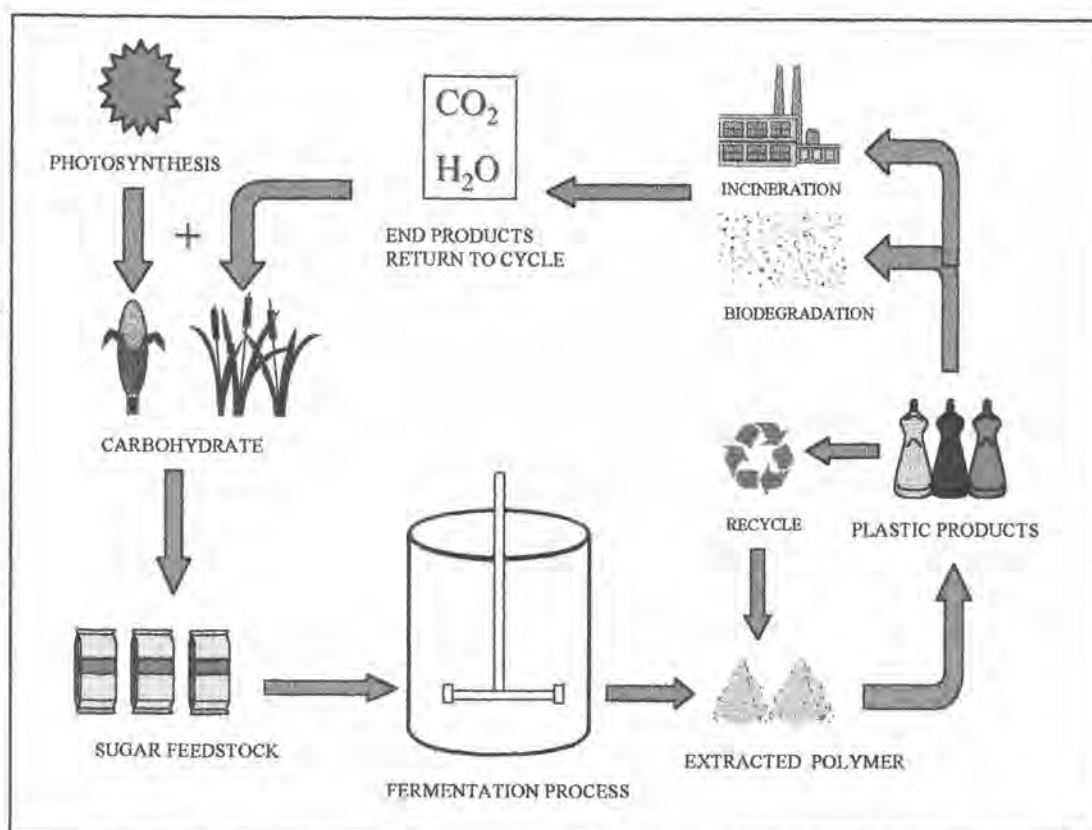 PHOTOSYNTHESIS
+
CO₂
H₂O
END PRODUCTS
RETURN TO CYCLE
INCINERATION
BIODEGRADATION
CARBOHYDRATE
RECYCLE
PLASTIC PRODUCTS
SUGAR FEEDSTOCK
FERMENTATION PROCESS
EXTRACTED POLYMER